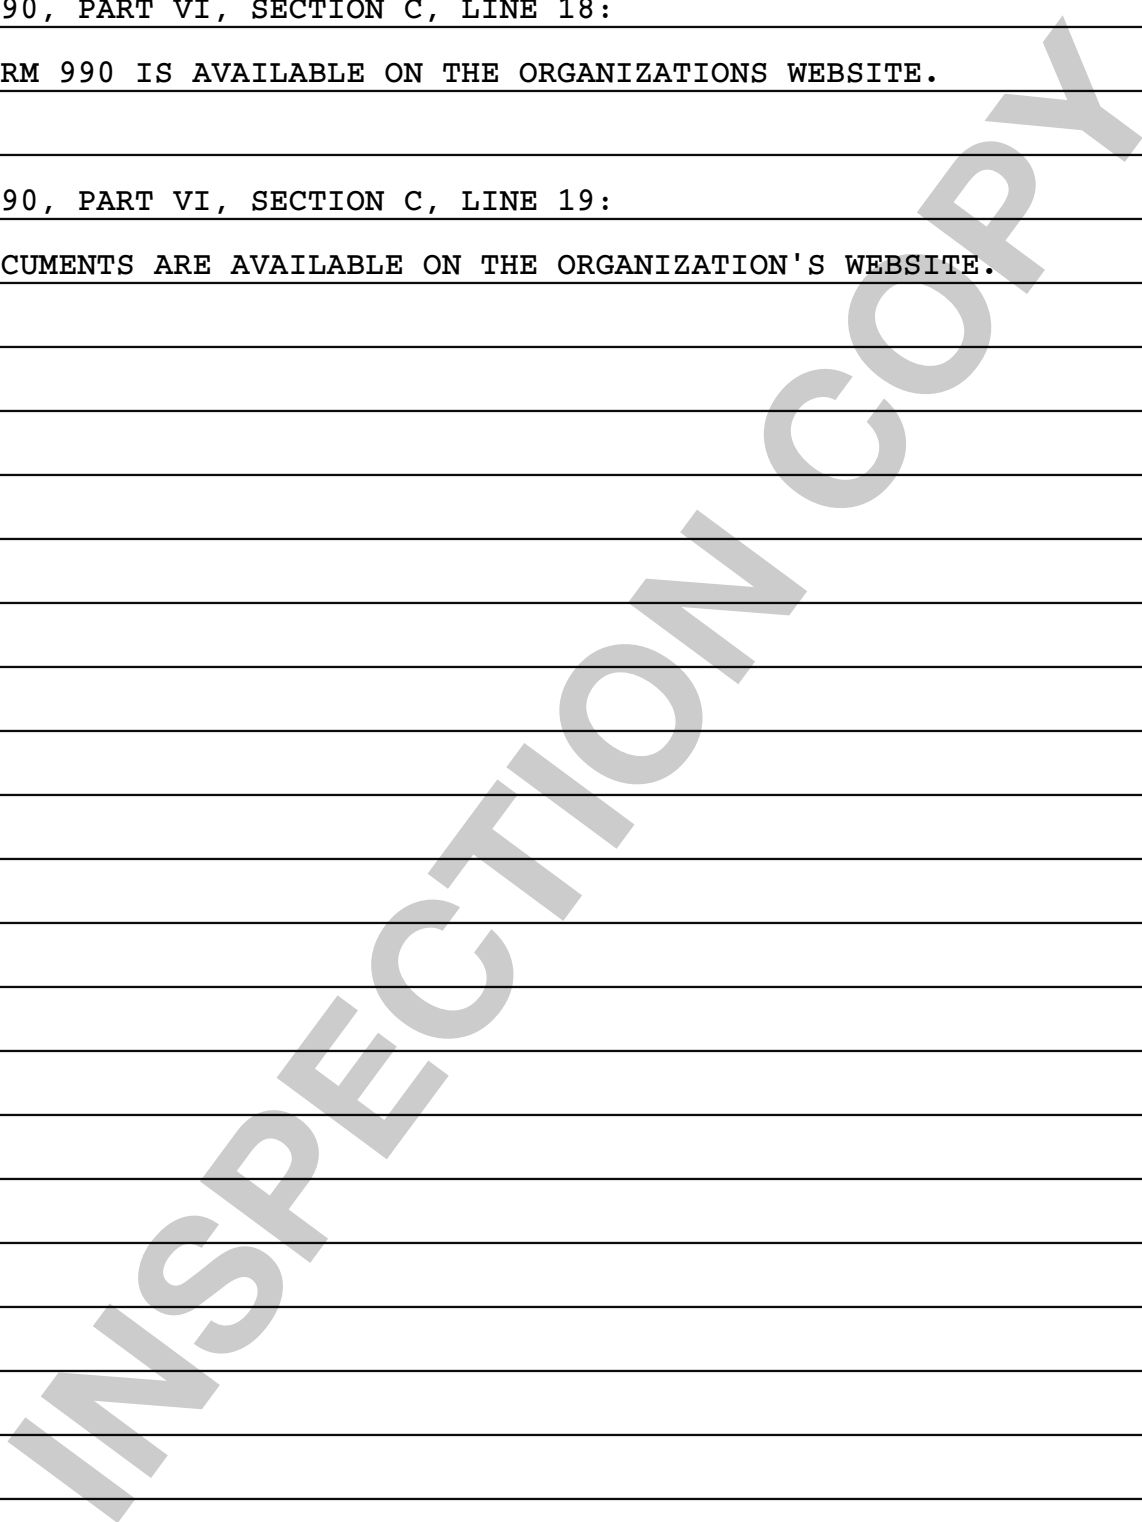 90, PART VI, SECTION C, LINE 18:
RM 990 IS AVAILABLE ON THE ORGANIZATIONS WEBSITE.
90, PART VI, SECTION C, LINE 19:
CUMENTS ARE AVAILABLE ON THE ORGANIZATION'S WEBSITE.
INSPECTION COPY